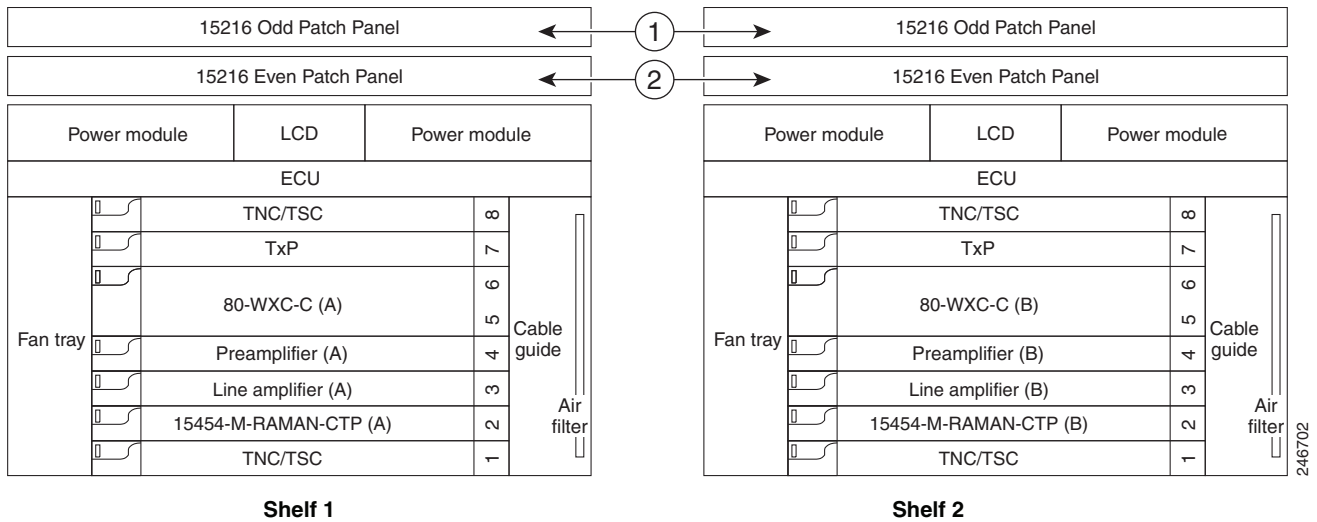 15216 Odd Patch Panel
1
15216 Odd Patch Panel
15216 Even Patch Panel
2
15216 Even Patch Panel
Power module
LCD
Power module
ECU
Fan tray
TNC/TSC
8
TxP
7
80-WXC-C (A)
6
5
Preamplifier (A)
4
Line amplifier (A)
3
15454-M-RAMAN-CTP (A)
2
TNC/TSC
1
Cable
guide
Air
filter
Shelf 1
Power module
LCD
Power module
ECU
Fan tray
TNC/TSC
8
TxP
7
80-WXC-C (B)
6
5
Preamplifier (B)
4
Line amplifier (B)
3
15454-M-RAMAN-CTP (B)
2
TNC/TSC
1
Cable
guide
Air
filter
246702
Shelf 2